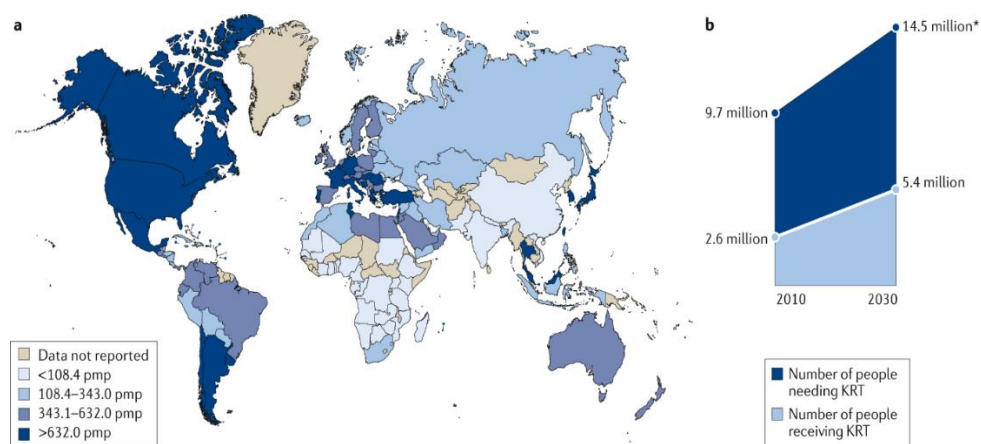 a
Data not reported
<108.4 pmp
108.4–343.0 pmp
343.1–632.0 pmp
>632.0 pmp
b
14.5 million*
9.7 million
5.4 million
2.6 million
2010 2030
Number of people
needing KRT
Number of people
receiving KRT